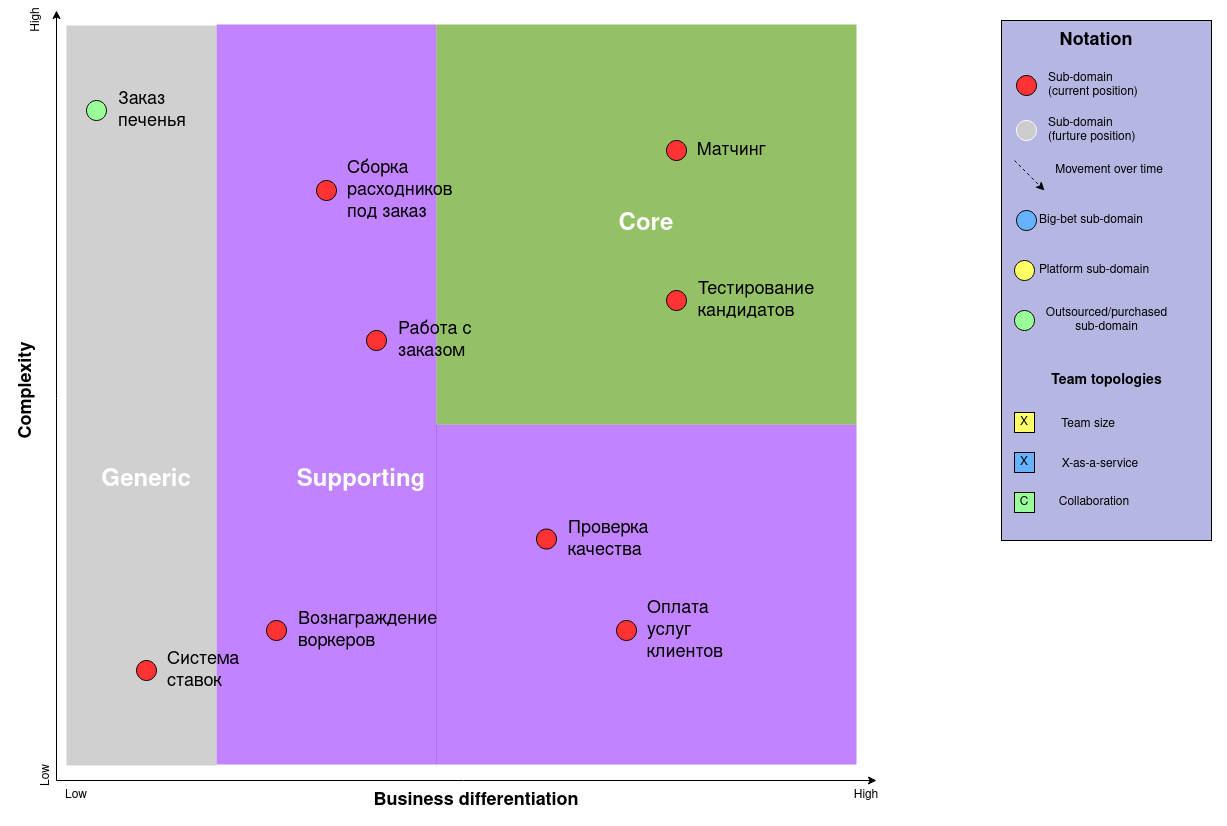 High
Заказ
печенья
Сборка
расходников
под заказ
Матчинг
Core
Тестирование
кандидатов
Работа с
заказом
Complexity
Generic
Supporting
Проверка
качества
Вознаграждение
воркеров
Оплата
услуг
клиентов
Система
ставок
Low
Low
Business differentiation
High
Notation
Sub-domain
(current position)
Sub-domain
(furture position)
Movement over time
Big-bet sub-domain
Platform sub-domain
Outsourced/purchased
sub-domain
Team topologies
X Team size
X X-as-a-service
C Collaboration